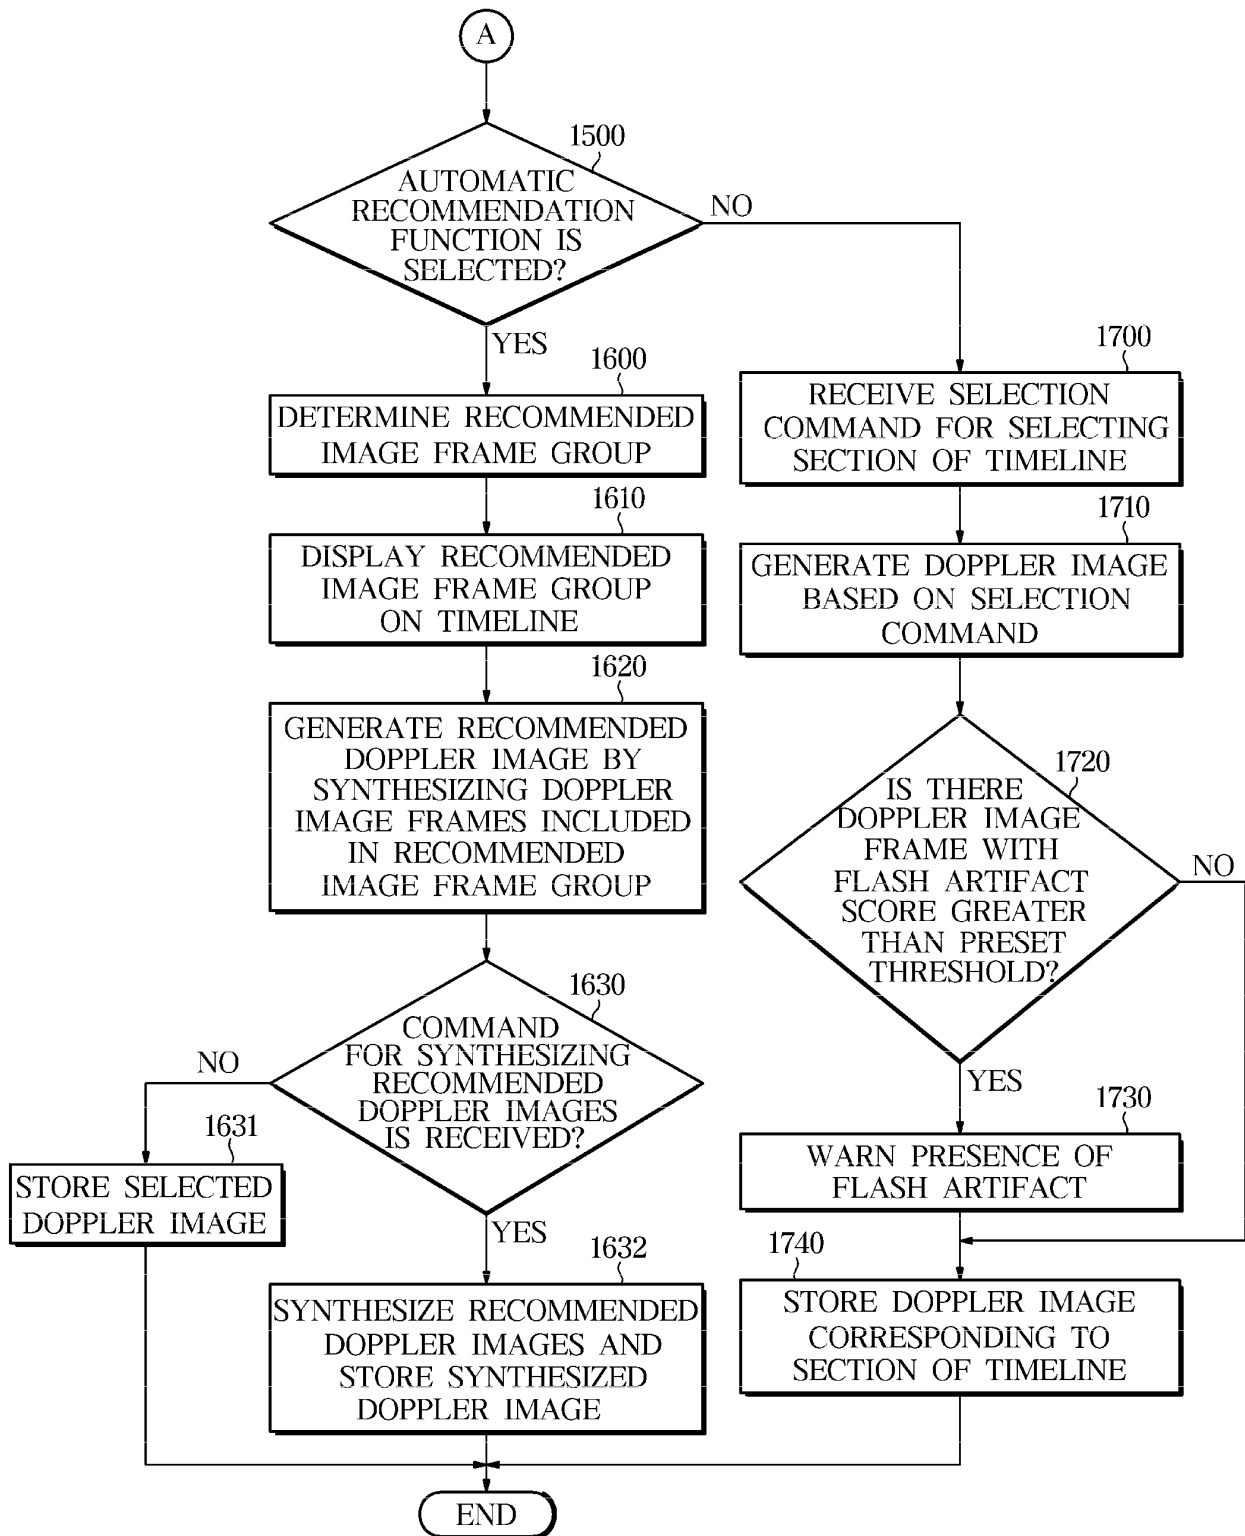 A
1500
AUTOMATIC
RECOMMENDATION
FUNCTION IS
SELECTED?
NO
YES
1600
DETERMINE RECOMMENDED
IMAGE FRAME GROUP
1610
DISPLAY RECOMMENDED
IMAGE FRAME GROUP
ON TIMELINE
1620
GENERATE RECOMMENDED
DOPPLER IMAGE BY
SYNTHESIZING DOPPLER
IMAGE FRAMES INCLUDED
IN RECOMMENDED
IMAGE FRAME GROUP
1630
COMMAND
FOR SYNTHESIZING
RECOMMENDED
DOPPLER IMAGES
IS RECEIVED?
NO
1631
STORE SELECTED
DOPPLER IMAGE
YES
1632
SYNTHESIZE RECOMMENDED
DOPPLER IMAGES AND
STORE SYNTHESIZED
DOPPLER IMAGE
1700
RECEIVE SELECTION
COMMAND FOR SELECTING
SECTION OF TIMELINE
1710
GENERATE DOPPLER IMAGE
BASED ON SELECTION
COMMAND
1720
IS THERE
DOPPLER IMAGE
FRAME WITH
FLASH ARTIFACT
SCORE GREATER
THAN PRESET
THRESHOLD?
NO
YES
1730
WARN PRESENCE OF
FLASH ARTIFACT
1740
STORE DOPPLER IMAGE
CORRESPONDING TO
SECTION OF TIMELINE
END